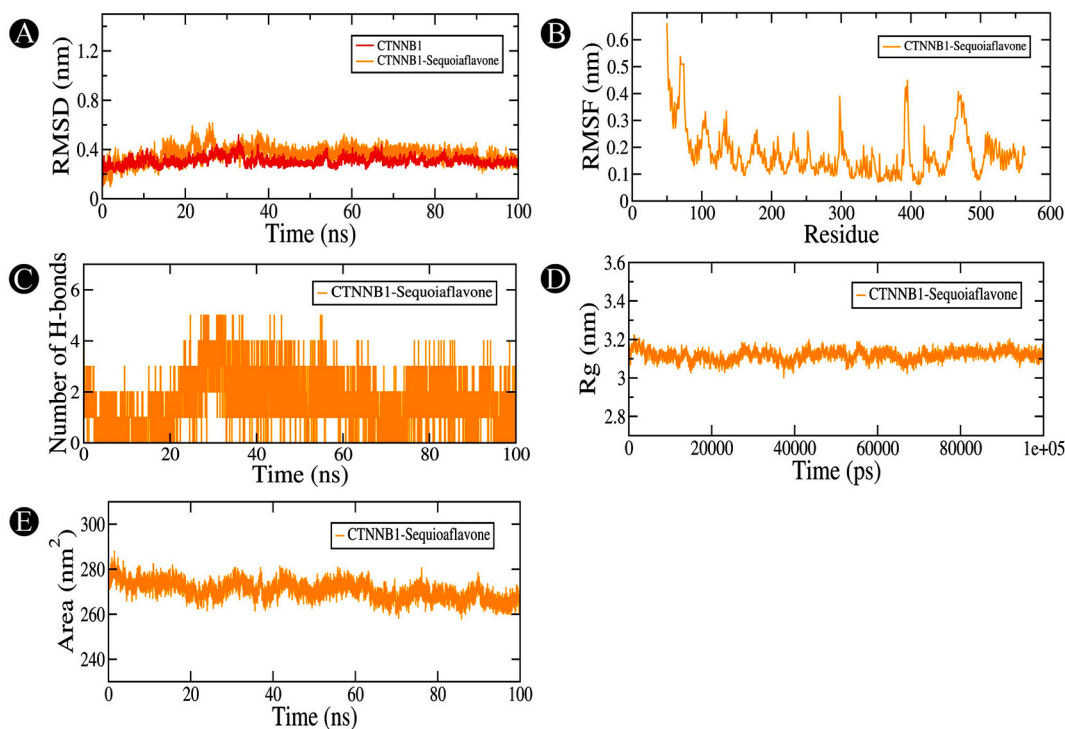 A
RMSD (nm)
1.2
0.8
0.4
0
CTNNB1
CTNNB1-Sequoiaflavone
0 20 40 60 80 100
Time (ns)
B
RMSF (nm)
0.6
0.5
0.4
0.3
0.2
0.1
0
CTNNB1-Sequoiaflavone
0 100 200 300 400 500 600
Residue
C
Number of H-bonds
6
4
2
0
CTNNB1-Sequoiaflavone
0 20 40 60 80 100
Time (ns)
D
Rg (nm)
3.6
3.4
3.2
3.1
2.8
CTNNB1-Sequoiaflavone
0 20000 40000 60000 80000 1e+05
Time (ps)
E
Area (nm²)
300
280
260
240
CTNNB1-Sequioaflavone
0 20 40 60 80 100
Time (ns)